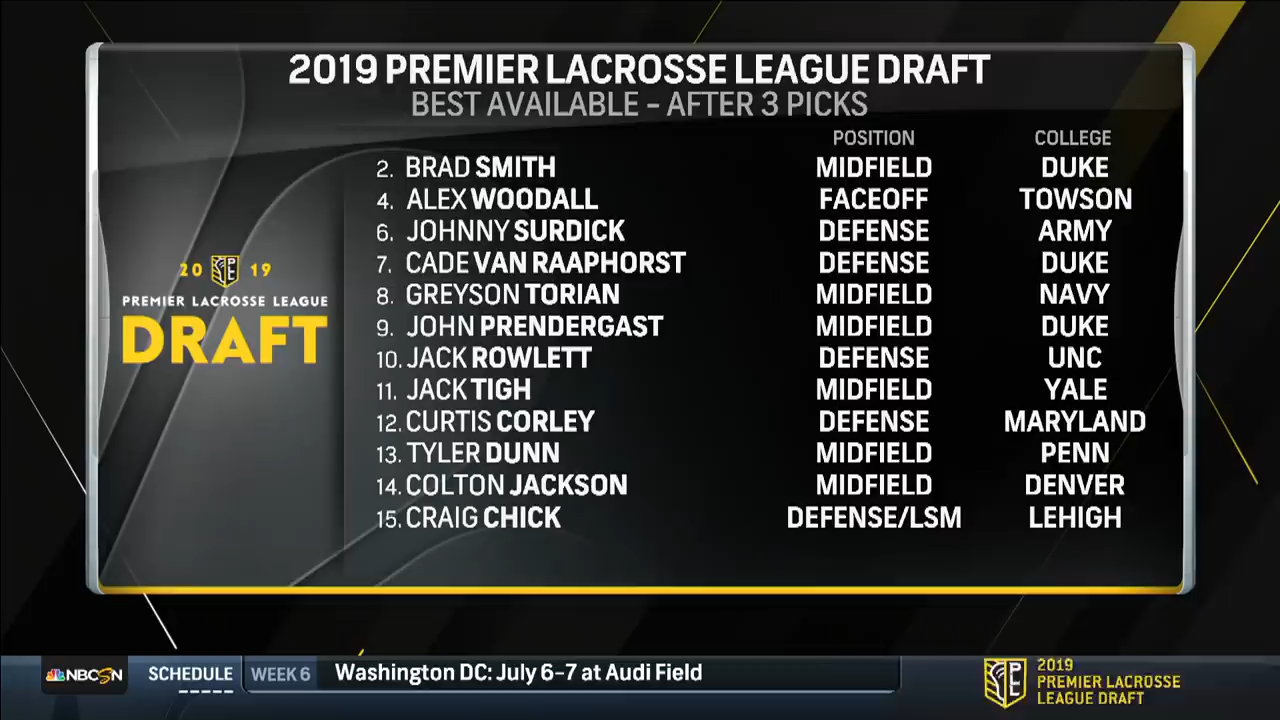 2019 PREMIER LACROSSE LEAGUE DRAFT
BEST AVAILABLE - AFTER 3 PICKS
POSITION COLLEGE
2. BRAD SMITH MIDFIELD DUKE
4. ALEX WOODALL FACEOFF TOWSON
6. JOHNNY SURDICK DEFENSE ARMY
7. CADE VAN RAAPHORST DEFENSE DUKE
8. GREYSON TORIAN MIDFIELD NAVY
9. JOHN PRENDERGAST MIDFIELD DUKE
10. JACK ROWLETT DEFENSE UNC
11. JACK TIGH MIDFIELD YALE
12. CURTIS CORLEY DEFENSE MARYLAND
13. TYLER DUNN MIDFIELD PENN
14. COLTON JACKSON MIDFIELD DENVER
15. CRAIG CHICK DEFENSE/LSM LEHIGH
20 19
PREMIER LACROSSE LEAGUE
DRAFT
NBCSN SCHEDULE WEEK 6 Washington DC: July 6-7 at Audi Field
2019
PREMIER LACROSSE
LEAGUE DRAFT